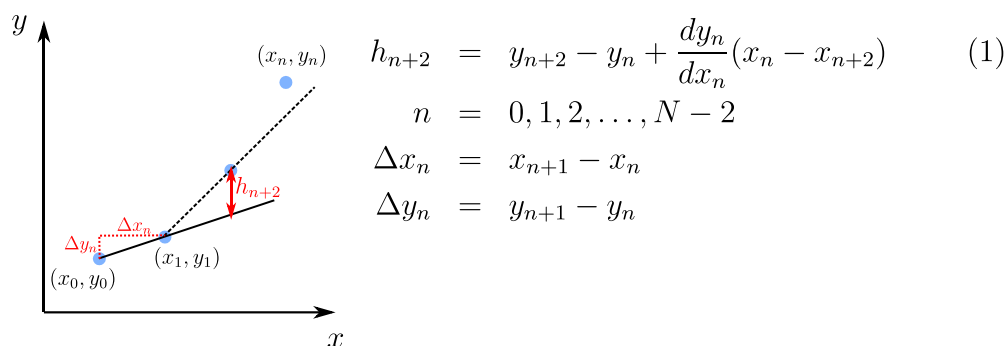 y
(x_n, y_n)
h_{n+2} = y_{n+2} − y_n + \frac{dy_n}{dx_n}(x_n − x_{n+2}) (1)
n = 0, 1, 2, . . . , N − 2
Δx_n = x_{n+1} − x_n
Δy_n = y_{n+1} − y_n
h_{n+2}
Δx_n
Δy_n
(x_1, y_1)
(x_0, y_0)
x